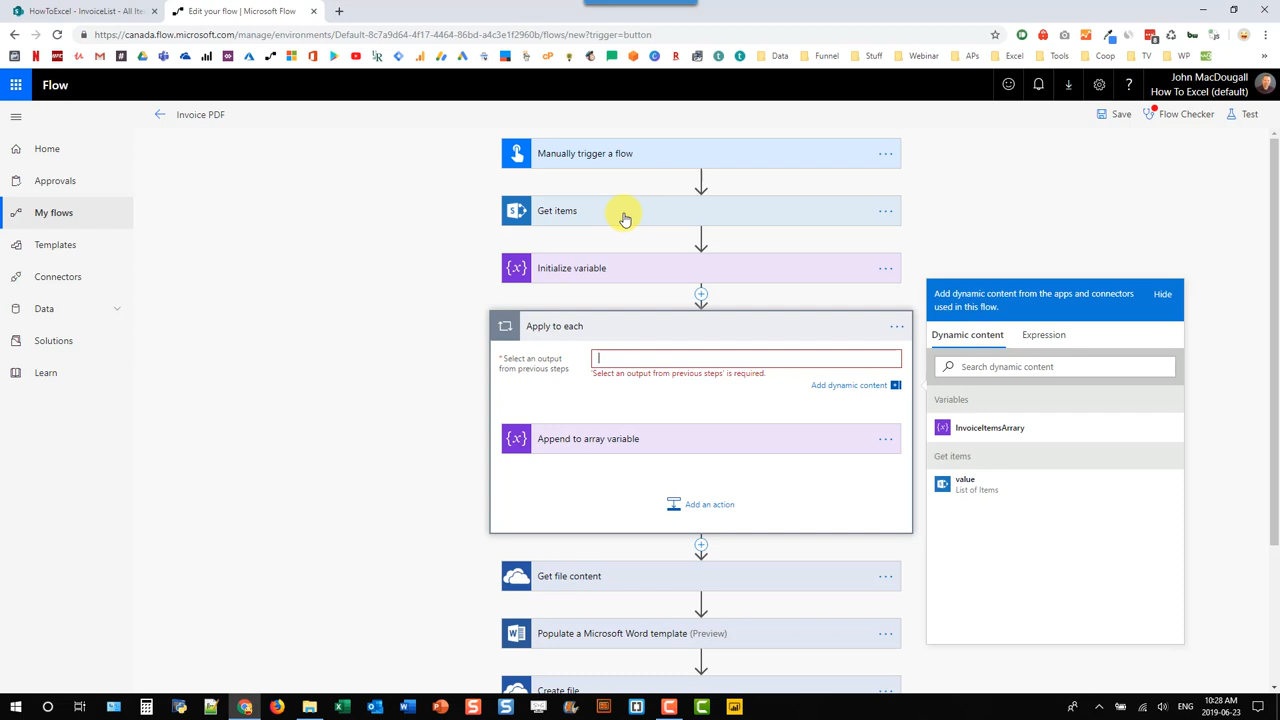 HowToExcel - InvoiceList - All Ite
Edit your flow | Microsoft Flow
https://canada.flow.microsoft.com/manage/environments/Default-8c7a9d64-4f17-4464-86bd-a4c3e1f2960b/flows/new?trigger=button
Data
Funnel
Stuff
Webinar
APs
Excel
Tools
Coop
TV
WP
Flow
John MacDougall
How To Excel (default)
Invoice PDF
Save
Flow Checker
Test
Home
Approvals
My flows
Templates
Connectors
Data
Solutions
Learn
Manually trigger a flow
Get items
Initialize variable
Apply to each
* Select an output
from previous steps
'Select an output from previous steps' is required.
Add dynamic content
Append to array variable
Add an action
Get file content
Populate a Microsoft Word template (Preview)
Create file
Add dynamic content from the apps and connectors
used in this flow.
Hide
Dynamic content
Expression
Search dynamic content
Variables
InvoiceItemsArrary
Get items
value
List of Items
ENG
10:28 AM
2019-06-23